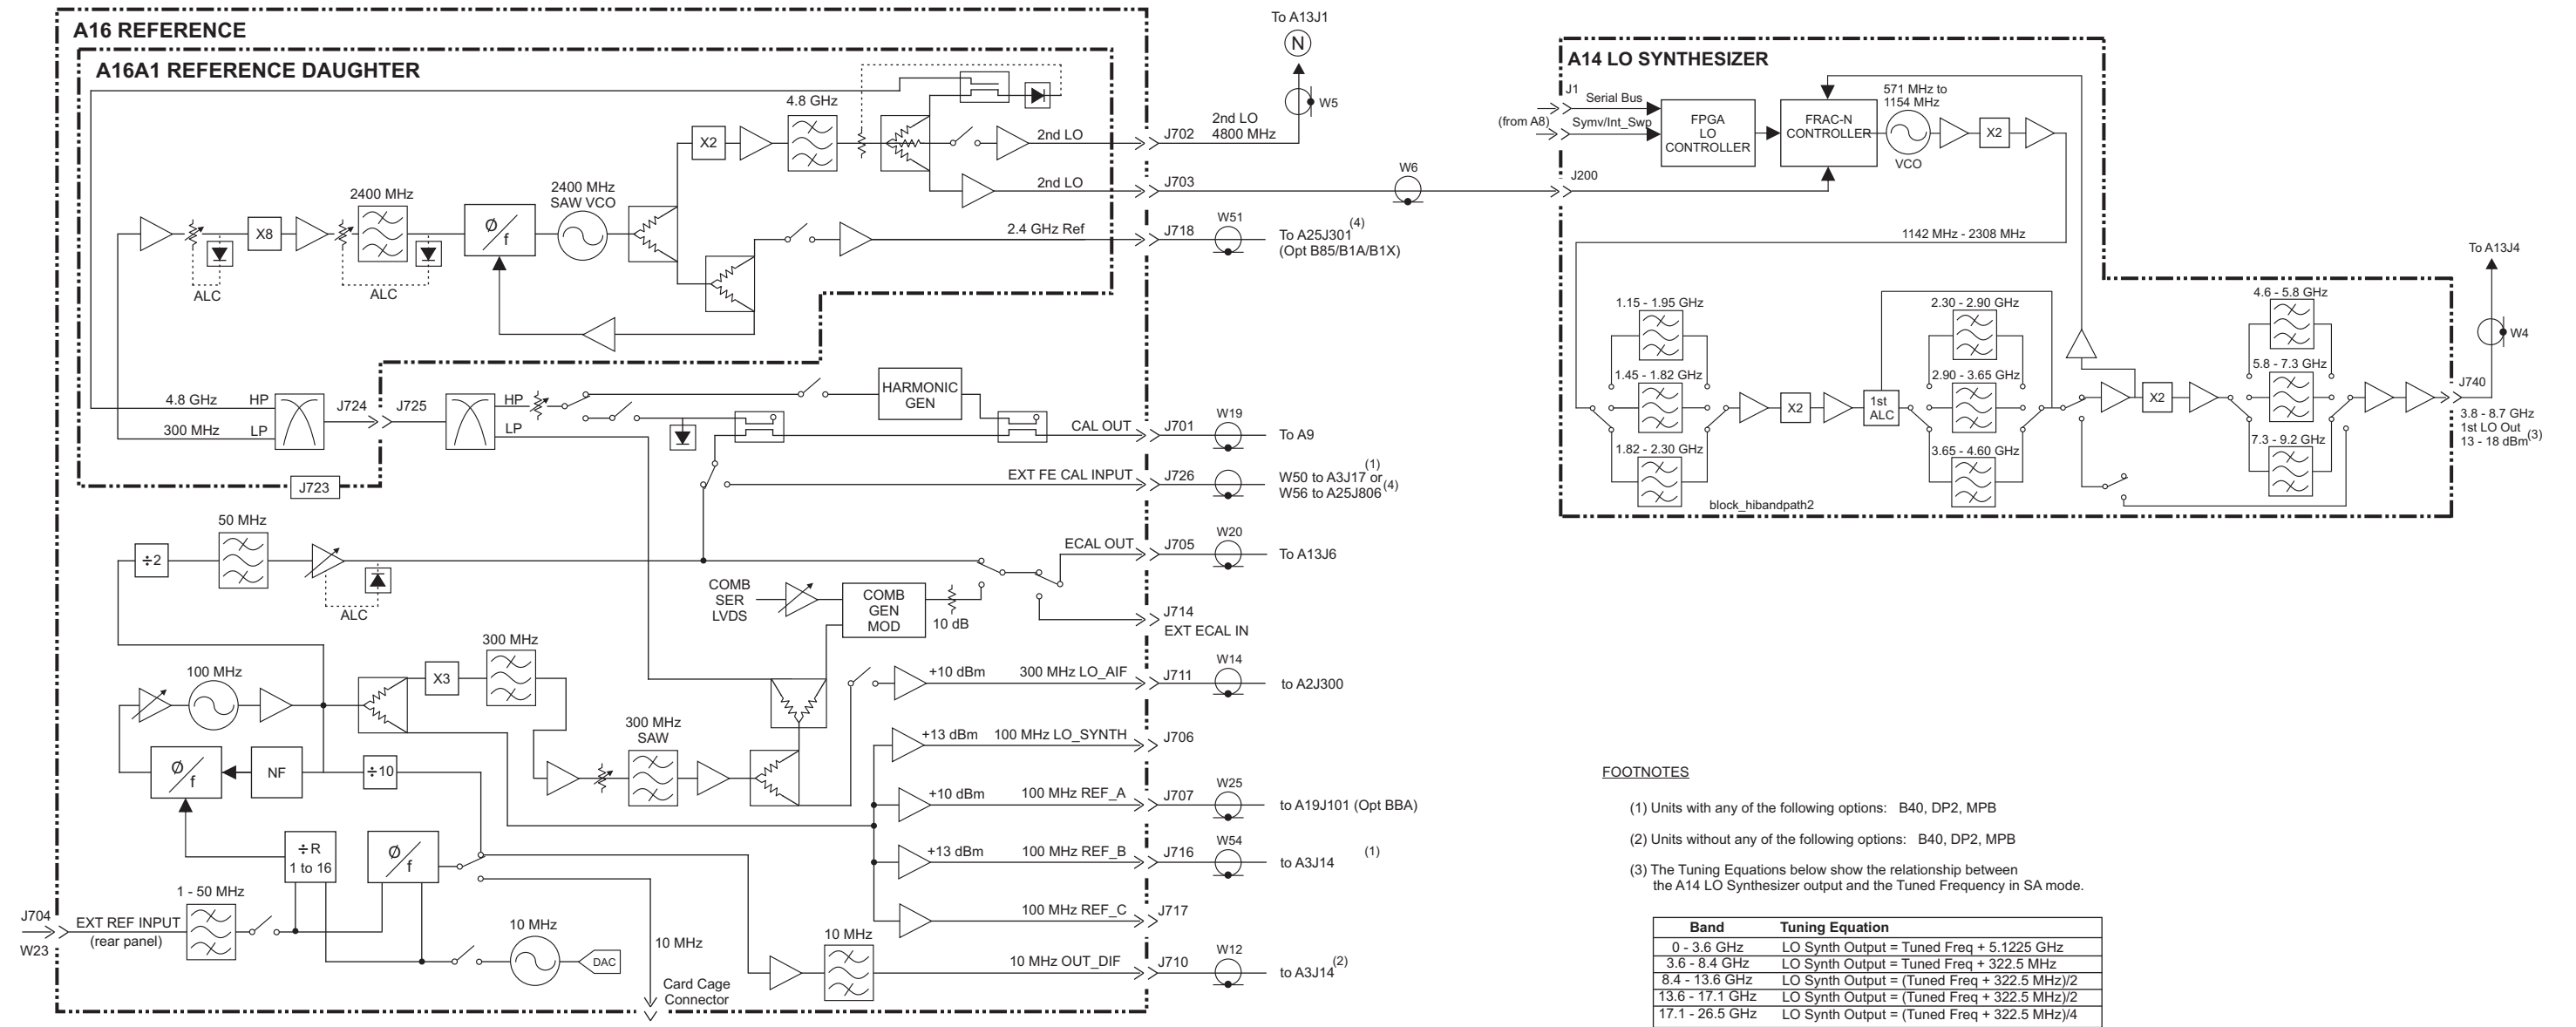 A16 REFERENCE
A16A1 REFERENCE DAUGHTER
4.8 GHz
X2
2nd LO
2nd LO
2400 MHz
2400 MHz
SAW VCO
X8
Ø/f
ALC
ALC
2.4 GHz Ref
4.8 GHz
HP
300 MHz
LP
J724
J725
HP
LP
J723
HARMONIC
GEN
CAL OUT
EXT FE CAL INPUT
50 MHz
÷2
ALC
ECAL OUT
COMB
SER
LVDS
COMB
GEN
MOD
10 dB
100 MHz
X3
300 MHz
300 MHz
SAW
Ø/f
NF
÷10
÷R
1 to 16
Ø/f
1 - 50 MHz
J704
EXT REF INPUT
(rear panel)
W23
10 MHz
DAC
10 MHz
Card Cage
Connector
10 MHz
+10 dBm
300 MHz LO_AIF
+13 dBm
100 MHz LO_SYNTH
+10 dBm
100 MHz REF_A
+13 dBm
100 MHz REF_B
100 MHz REF_C
10 MHz OUT_DIF
To A13J1
N
W5
J702
2nd LO
4800 MHz
J703
W6
J718
W51
To A25J301(4)
(Opt B85/B1A/B1X)
J701
W19
To A9
J726
W50 to A3J17 or(1)
W56 to A25J806(4)
J705
W20
To A13J6
J714
EXT ECAL IN
J711
W14
to A2J300
J706
J707
W25
to A19J101 (Opt BBA)
J716
W54
to A3J14 (1)
J717
J710
W12
to A3J14(2)
A14 LO SYNTHESIZER
J1
Serial Bus
(from A8)
Symv/Int_Swp
J200
FPGA
LO
CONTROLLER
FRAC-N
CONTROLLER
571 MHz to
1154 MHz
VCO
X2
1142 MHz - 2308 MHz
1.15 - 1.95 GHz
1.45 - 1.82 GHz
1.82 - 2.30 GHz
X2
1st
ALC
2.30 - 2.90 GHz
2.90 - 3.65 GHz
3.65 - 4.60 GHz
X2
4.6 - 5.8 GHz
5.8 - 7.3 GHz
7.3 - 9.2 GHz
block_hibandpath2
To A13J4
W4
J740
3.8 - 8.7 GHz
1st LO Out
13 - 18 dBm(3)
FOOTNOTES
(1) Units with any of the following options: B40, DP2, MPB
(2) Units without any of the following options: B40, DP2, MPB
(3) The Tuning Equations below show the relationship between
the A14 LO Synthesizer output and the Tuned Frequency in SA mode.
Band Tuning Equation
0 - 3.6 GHz LO Synth Output = Tuned Freq + 5.1225 GHz
3.6 - 8.4 GHz LO Synth Output = Tuned Freq + 322.5 MHz
8.4 - 13.6 GHz LO Synth Output = (Tuned Freq + 322.5 MHz)/2
13.6 - 17.1 GHz LO Synth Output = (Tuned Freq + 322.5 MHz)/2
17.1 - 26.5 GHz LO Synth Output = (Tuned Freq + 322.5 MHz)/4